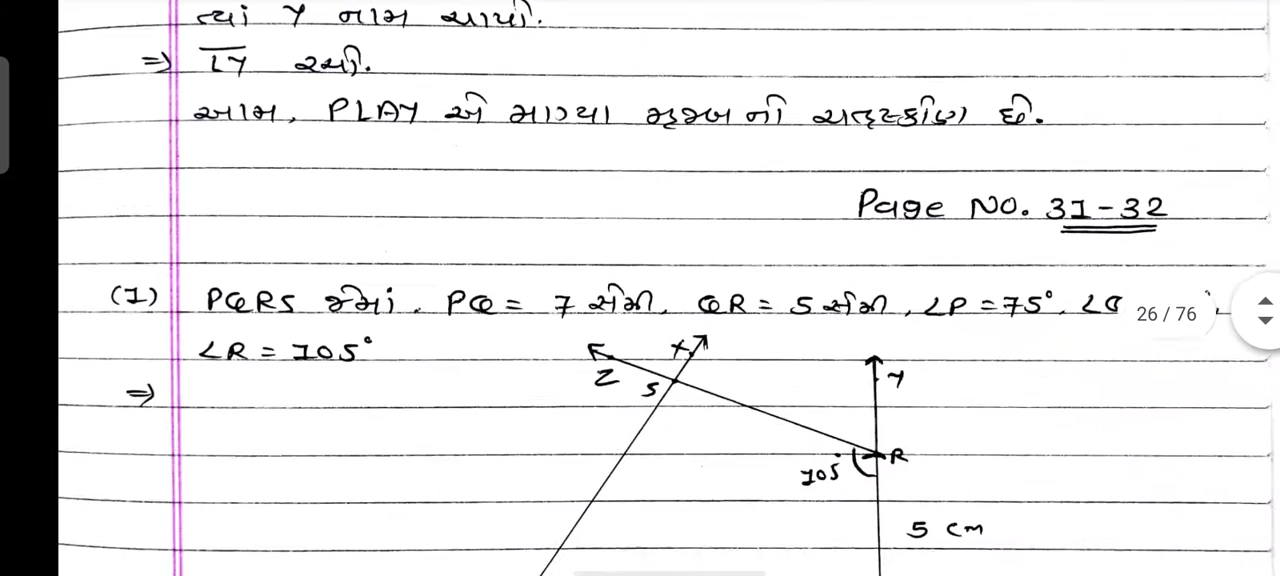 ત્યાં Y નામ આપો.
⇒ LY રચો.
આમ, PLAY એ માગ્યા મુજબનો ચતુષ્કોણ છે.
Page No. 31-32
(1) PQRS જેમાં, PQ = 7 સેમી, QR = 5 સેમી, ∠P = 75°, ∠Q
26 / 76
∠R = 105°
⇒
Z
X
S
Y
R
105°
5 cm